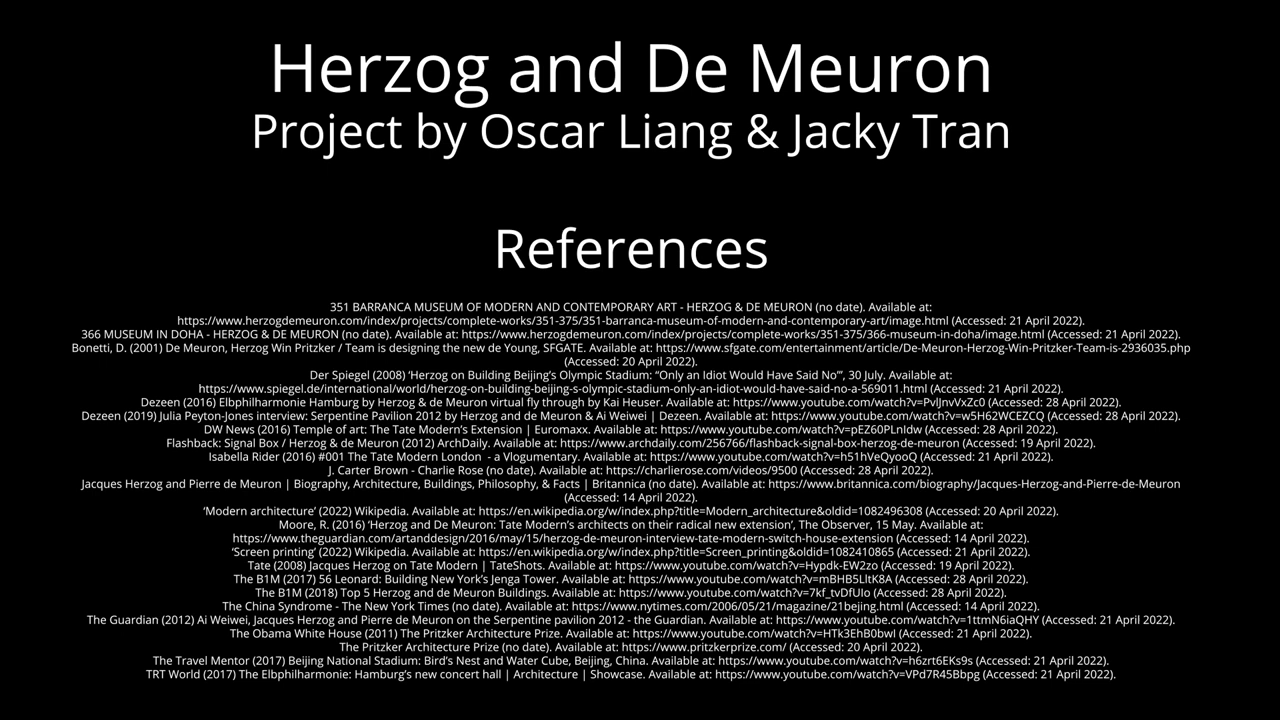 Herzog and De Meuron
Project by Oscar Liang & Jacky Tran
References
351 BARRANCA MUSEUM OF MODERN AND CONTEMPORARY ART - HERZOG & DE MEURON (no date). Available at:
https://www.herzogdemeuron.com/index/projects/complete-works/351-375/351-barranca-museum-of-modern-and-contemporary-art/image.html (Accessed: 21 April 2022).
366 MUSEUM IN DOHA - HERZOG & DE MEURON (no date). Available at: https://www.herzogdemeuron.com/index/projects/complete-works/351-375/366-museum-in-doha/image.html (Accessed: 21 April 2022).
Bonetti, D. (2001) De Meuron, Herzog Win Pritzker / Team is designing the new de Young, SFGATE. Available at: https://www.sfgate.com/entertainment/article/De-Meuron-Herzog-Win-Pritzker-Team-is-2936035.php
(Accessed: 20 April 2022).
Der Spiegel (2008) ‘Herzog on Building Beijing’s Olympic Stadium: “Only an Idiot Would Have Said No”’, 30 July. Available at:
https://www.spiegel.de/international/world/herzog-on-building-beijing-s-olympic-stadium-only-an-idiot-would-have-said-no-a-569011.html (Accessed: 21 April 2022).
Dezeen (2016) Elbphilharmonie Hamburg by Herzog & de Meuron virtual fly through by Kai Heuser. Available at: https://www.youtube.com/watch?v=PvlJnvVxZc0 (Accessed: 28 April 2022).
Dezeen (2019) Julia Peyton-Jones interview: Serpentine Pavilion 2012 by Herzog and de Meuron & Ai Weiwei | Dezeen. Available at: https://www.youtube.com/watch?v=w5H62WCEZCQ (Accessed: 28 April 2022).
DW News (2016) Temple of art: The Tate Modern’s Extension | Euromaxx. Available at: https://www.youtube.com/watch?v=pEZ60PLnIdw (Accessed: 28 April 2022).
Flashback: Signal Box / Herzog & de Meuron (2012) ArchDaily. Available at: https://www.archdaily.com/256766/flashback-signal-box-herzog-de-meuron (Accessed: 19 April 2022).
Isabella Rider (2016) #001 The Tate Modern London  - a Vlogumentary. Available at: https://www.youtube.com/watch?v=h51hVeQyooQ (Accessed: 21 April 2022).
J. Carter Brown - Charlie Rose (no date). Available at: https://charlierose.com/videos/9500 (Accessed: 28 April 2022).
Jacques Herzog and Pierre de Meuron | Biography, Architecture, Buildings, Philosophy, & Facts | Britannica (no date). Available at: https://www.britannica.com/biography/Jacques-Herzog-and-Pierre-de-Meuron
(Accessed: 14 April 2022).
‘Modern architecture’ (2022) Wikipedia. Available at: https://en.wikipedia.org/w/index.php?title=Modern_architecture&oldid=1082496308 (Accessed: 20 April 2022).
Moore, R. (2016) ‘Herzog and De Meuron: Tate Modern’s architects on their radical new extension’, The Observer, 15 May. Available at:
https://www.theguardian.com/artanddesign/2016/may/15/herzog-de-meuron-interview-tate-modern-switch-house-extension (Accessed: 14 April 2022).
‘Screen printing’ (2022) Wikipedia. Available at: https://en.wikipedia.org/w/index.php?title=Screen_printing&oldid=1082410865 (Accessed: 21 April 2022).
Tate (2008) Jacques Herzog on Tate Modern | TateShots. Available at: https://www.youtube.com/watch?v=Hypdk-EW2zo (Accessed: 19 April 2022).
The B1M (2017) 56 Leonard: Building New York’s Jenga Tower. Available at: https://www.youtube.com/watch?v=mBHB5LltK8A (Accessed: 28 April 2022).
The B1M (2018) Top 5 Herzog and de Meuron Buildings. Available at: https://www.youtube.com/watch?v=7kf_tvDfUIo (Accessed: 28 April 2022).
The China Syndrome - The New York Times (no date). Available at: https://www.nytimes.com/2006/05/21/magazine/21bejing.html (Accessed: 14 April 2022).
The Guardian (2012) Ai Weiwei, Jacques Herzog and Pierre de Meuron on the Serpentine pavilion 2012 - the Guardian. Available at: https://www.youtube.com/watch?v=1ttmN6iaQHY (Accessed: 21 April 2022).
The Obama White House (2011) The Pritzker Architecture Prize. Available at: https://www.youtube.com/watch?v=HTk3EhB0bwI (Accessed: 21 April 2022).
The Pritzker Architecture Prize (no date). Available at: https://www.pritzkerprize.com/ (Accessed: 20 April 2022).
The Travel Mentor (2017) Beijing National Stadium: Bird’s Nest and Water Cube, Beijing, China. Available at: https://www.youtube.com/watch?v=h6zrt6EKs9s (Accessed: 21 April 2022).
TRT World (2017) The Elbphilharmonie: Hamburg’s new concert hall | Architecture | Showcase. Available at: https://www.youtube.com/watch?v=VPd7R45Bbpg (Accessed: 21 April 2022).